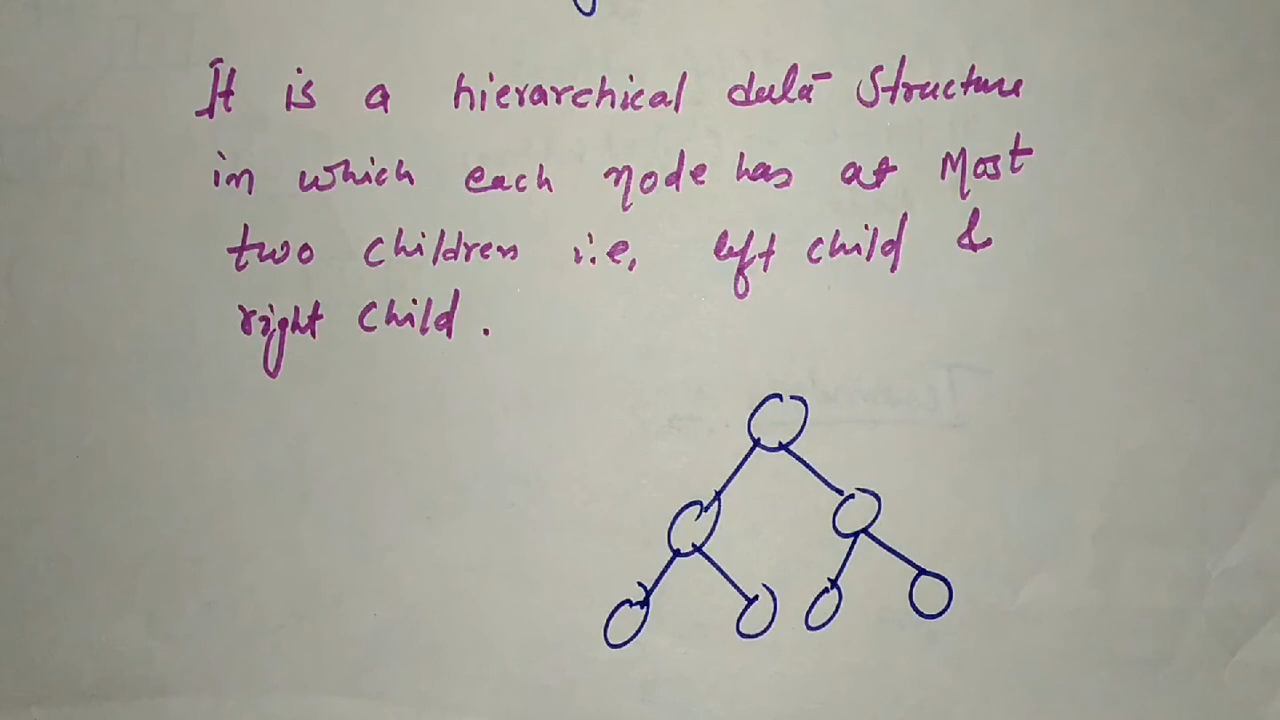 It is a hierarchical data Structure
in which each node has at Most
two children i.e, left child &
right child.